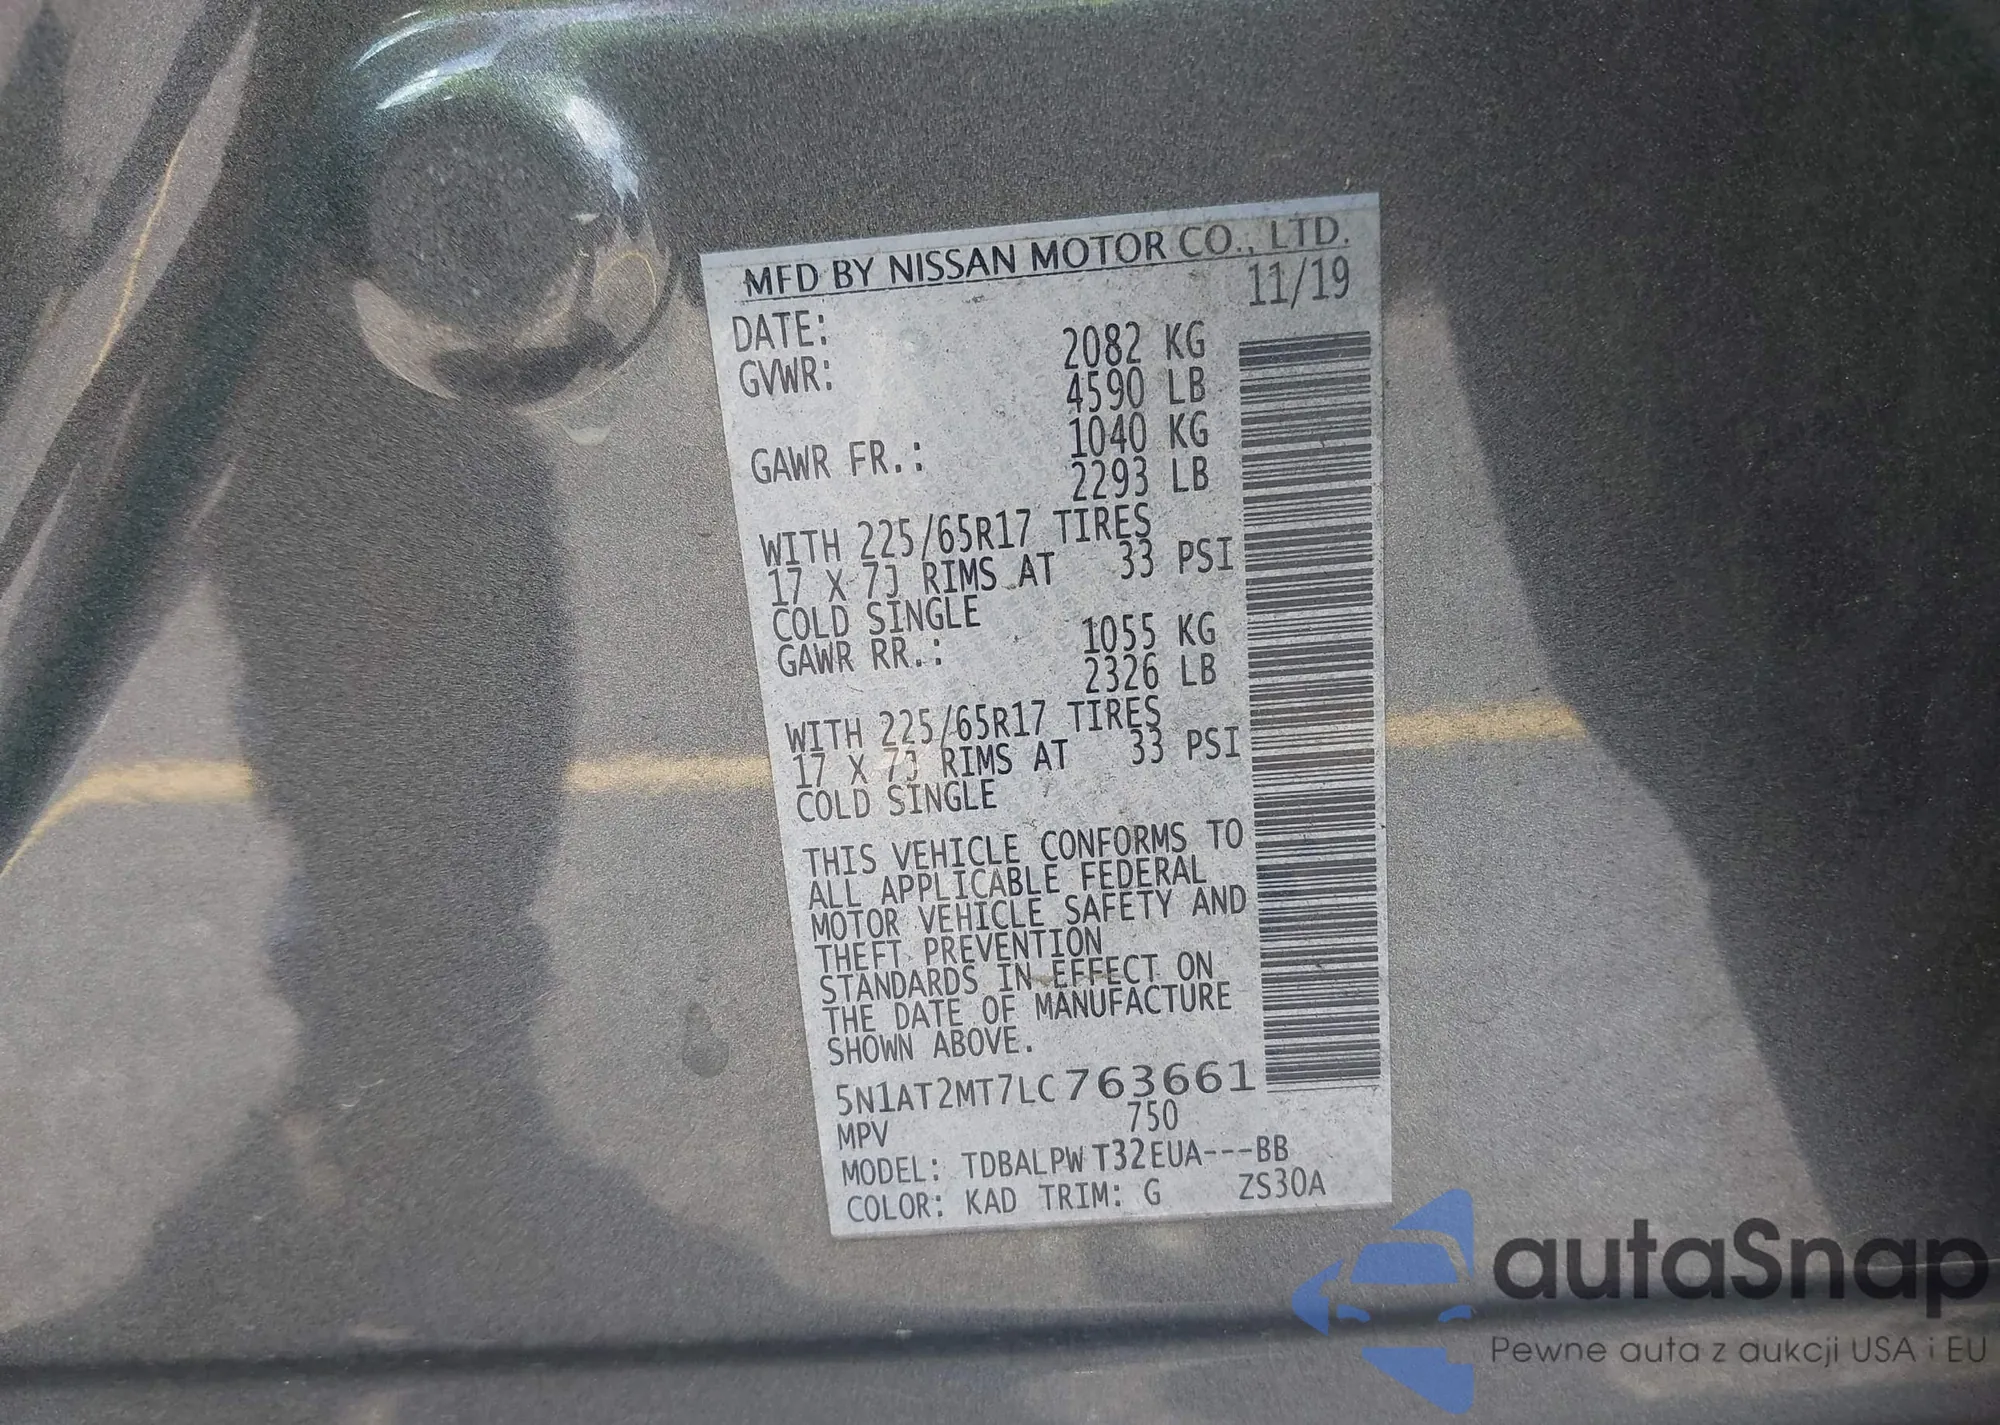 MFD BY NISSAN MOTOR CO., LTD.
DATE: 11/19
GVWR: 2082 KG
4590 LB
GAWR FR.: 1040 KG
2293 LB
WITH 225/65R17 TIRES
17 X 7J RIMS AT 33 PSI
COLD SINGLE
GAWR RR.: 1055 KG
2326 LB
WITH 225/65R17 TIRES
17 X 7J RIMS AT 33 PSI
COLD SINGLE
THIS VEHICLE CONFORMS TO
ALL APPLICABLE FEDERAL
MOTOR VEHICLE SAFETY AND
THEFT PREVENTION
STANDARDS IN EFFECT ON
THE DATE OF MANUFACTURE
SHOWN ABOVE.
5N1AT2MT7LC763661
MPV 750
MODEL: TDBALPW T32EUA---BB
COLOR: KAD TRIM: G ZS30A
autaSnap
Pewne auta z aukcji USA i EU